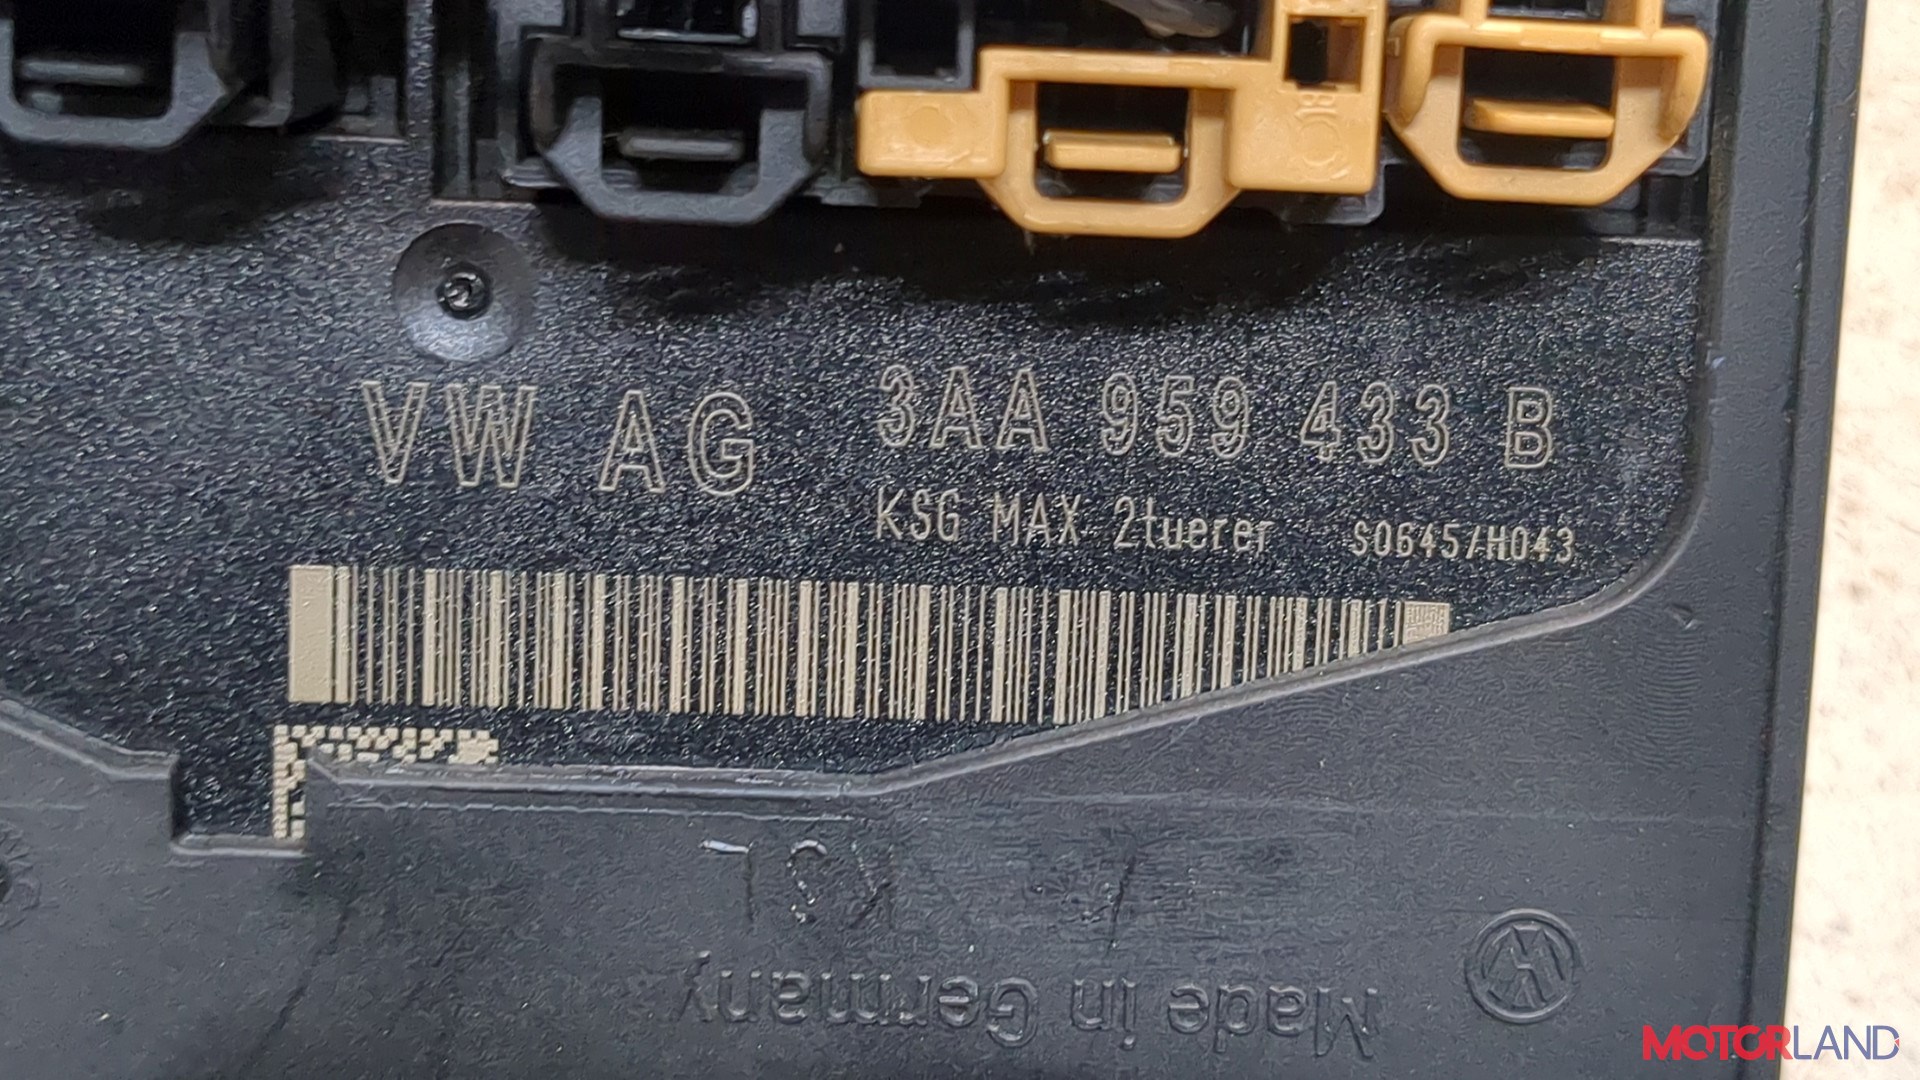 VW AG 3AA 959 433 B
KSG MAX 2tuerer S0645/H043
Made in Germany
MOTORLAND